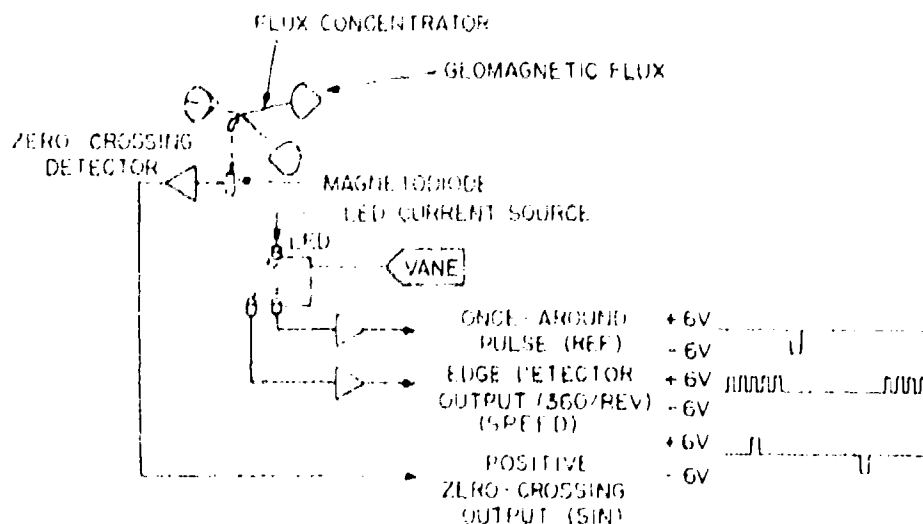 FLUX CONCENTRATOR
GEOMAGNETIC FLUX
ZERO-CROSSING
DETECTOR
MAGNETODIODE
LED CURRENT SOURCE
LED
VANE
ONCE-AROUND
PULSE (REF)
+6V
-6V
EDGE DETECTOR
OUTPUT (360/REV)
(SPEED)
+6V
-6V
POSITIVE
ZERO-CROSSING
OUTPUT (SIN)
+6V
-6V